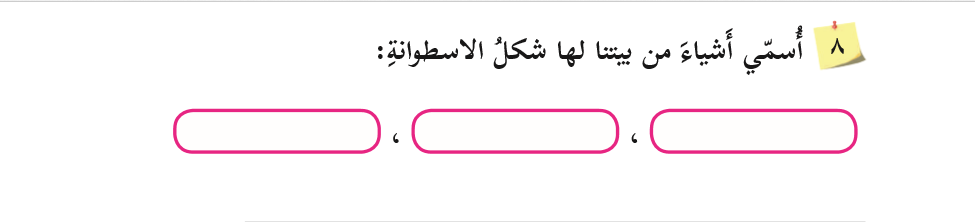 ٨ أُسمّي أَشياءَ من بيتنا لها شكلُ الاسطوانةِ:
، ،